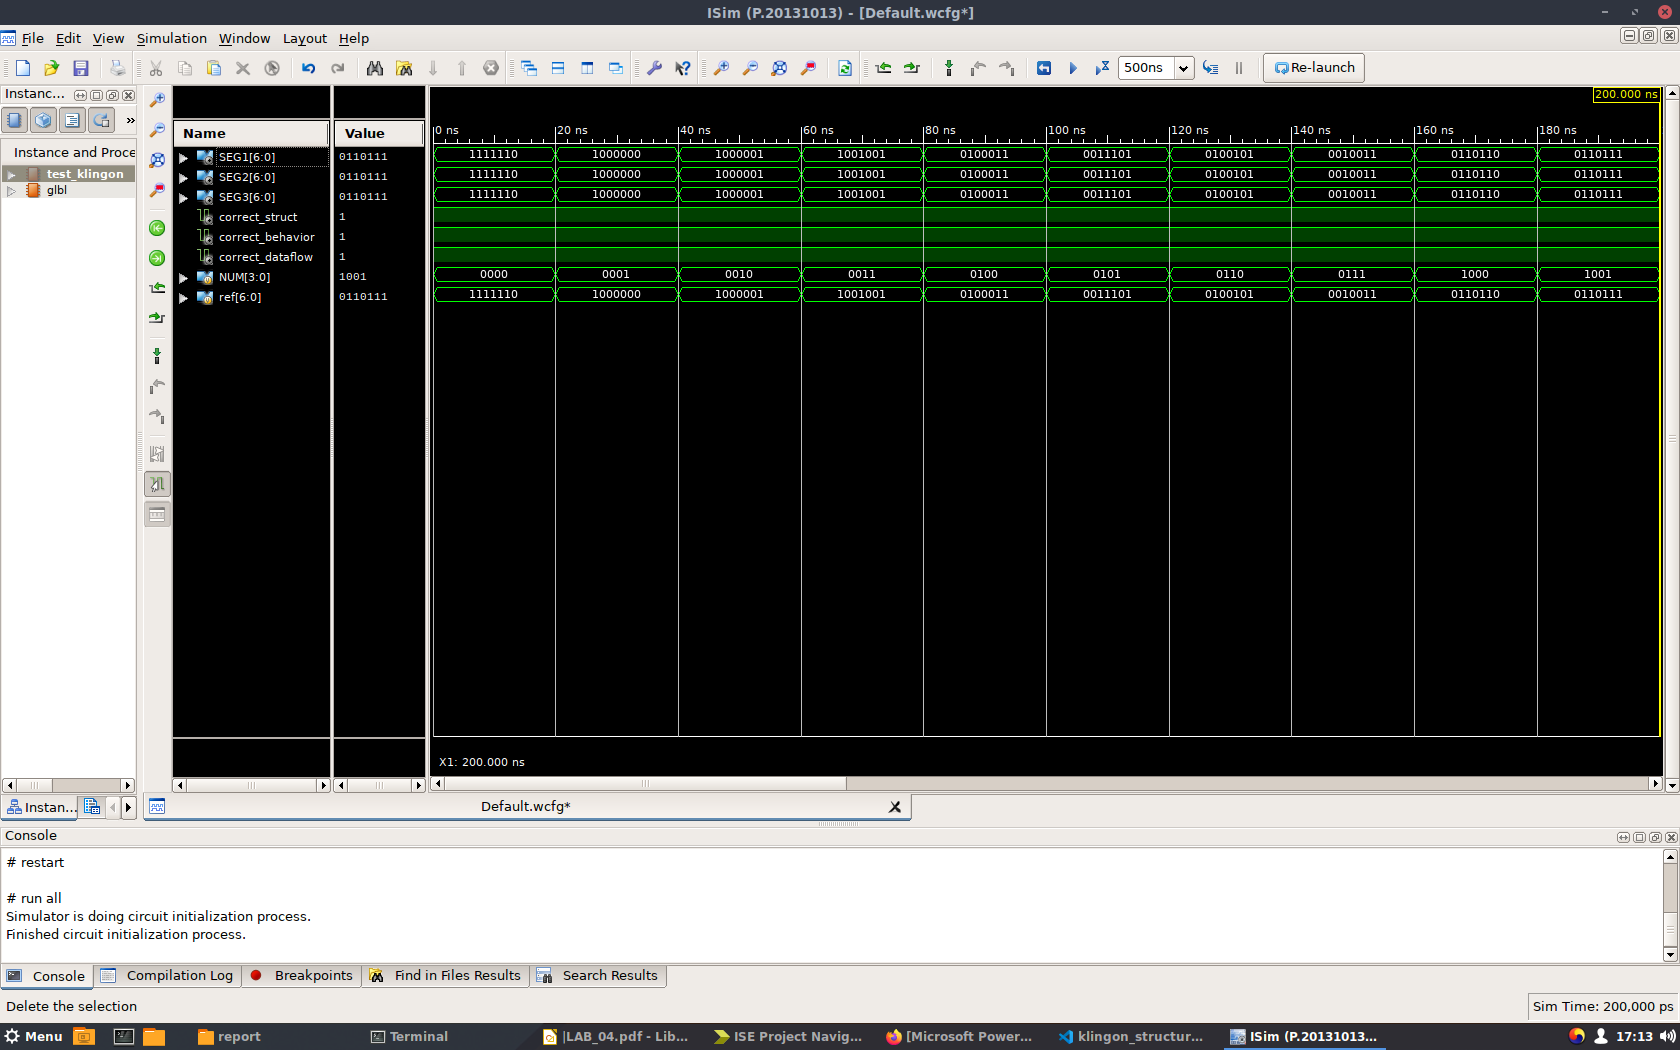 ISim (P.20131013) - [Default.wcfg*]
File Edit View Simulation Window Layout Help
500ns Re-launch
Instanc...
Instance and Proce
test_klingon
glbl
Name Value
200.000 ns
0 ns 20 ns 40 ns 60 ns 80 ns 100 ns 120 ns 140 ns 160 ns 180 ns
SEG1[6:0] 0110111 1111110 1000000 1000001 1001001 0100011 0011101 0100101 0010011 0110110 0110111
SEG2[6:0] 0110111 1111110 1000000 1000001 1001001 0100011 0011101 0100101 0010011 0110110 0110111
SEG3[6:0] 0110111 1111110 1000000 1000001 1001001 0100011 0011101 0100101 0010011 0110110 0110111
correct_struct 1
correct_behavior 1
correct_dataflow 1
NUM[3:0] 1001 0000 0001 0010 0011 0100 0101 0110 0111 1000 1001
ref[6:0] 0110111 1111110 1000000 1000001 1001001 0100011 0011101 0100101 0010011 0110110 0110111
X1: 200.000 ns
Instan... Default.wcfg*
Console
# restart
# run all
Simulator is doing circuit initialization process.
Finished circuit initialization process.
Console Compilation Log Breakpoints Find in Files Results Search Results
Delete the selection Sim Time: 200,000 ps
Menu report Terminal |LAB_04.pdf - Lib... ISE Project Navig... [Microsoft Power... klingon_structur... ISim (P.20131013... 17:13